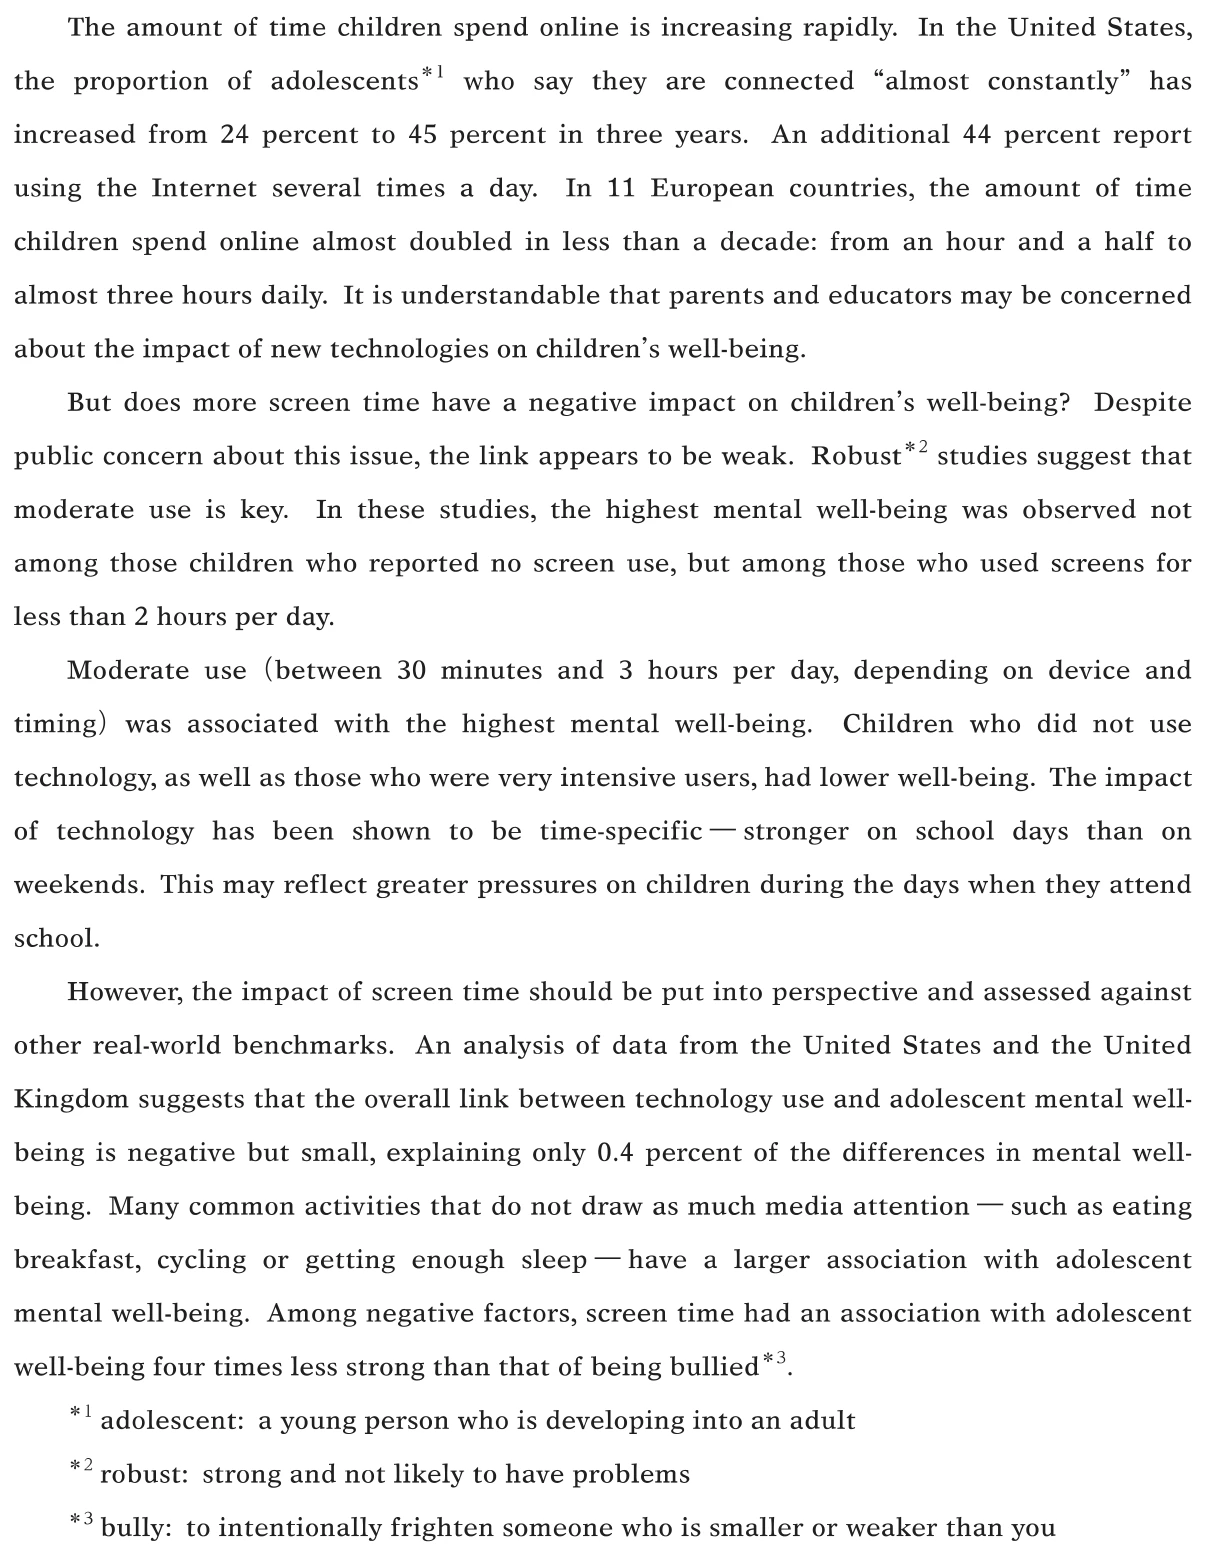 The amount of time children spend online is increasing rapidly. In the United States,
the proportion of adolescents*1 who say they are connected “almost constantly” has
increased from 24 percent to 45 percent in three years. An additional 44 percent report
using the Internet several times a day. In 11 European countries, the amount of time
children spend online almost doubled in less than a decade: from an hour and a half to
almost three hours daily. It is understandable that parents and educators may be concerned
about the impact of new technologies on children’s well-being.
But does more screen time have a negative impact on children’s well-being? Despite
public concern about this issue, the link appears to be weak. Robust*2 studies suggest that
moderate use is key. In these studies, the highest mental well-being was observed not
among those children who reported no screen use, but among those who used screens for
less than 2 hours per day.
Moderate use (between 30 minutes and 3 hours per day, depending on device and
timing) was associated with the highest mental well-being. Children who did not use
technology, as well as those who were very intensive users, had lower well-being. The impact
of technology has been shown to be time-specific — stronger on school days than on
weekends. This may reflect greater pressures on children during the days when they attend
school.
However, the impact of screen time should be put into perspective and assessed against
other real-world benchmarks. An analysis of data from the United States and the United
Kingdom suggests that the overall link between technology use and adolescent mental well-
being is negative but small, explaining only 0.4 percent of the differences in mental well-
being. Many common activities that do not draw as much media attention — such as eating
breakfast, cycling or getting enough sleep — have a larger association with adolescent
mental well-being. Among negative factors, screen time had an association with adolescent
well-being four times less strong than that of being bullied*3.
*1 adolescent: a young person who is developing into an adult
*2 robust: strong and not likely to have problems
*3 bully: to intentionally frighten someone who is smaller or weaker than you